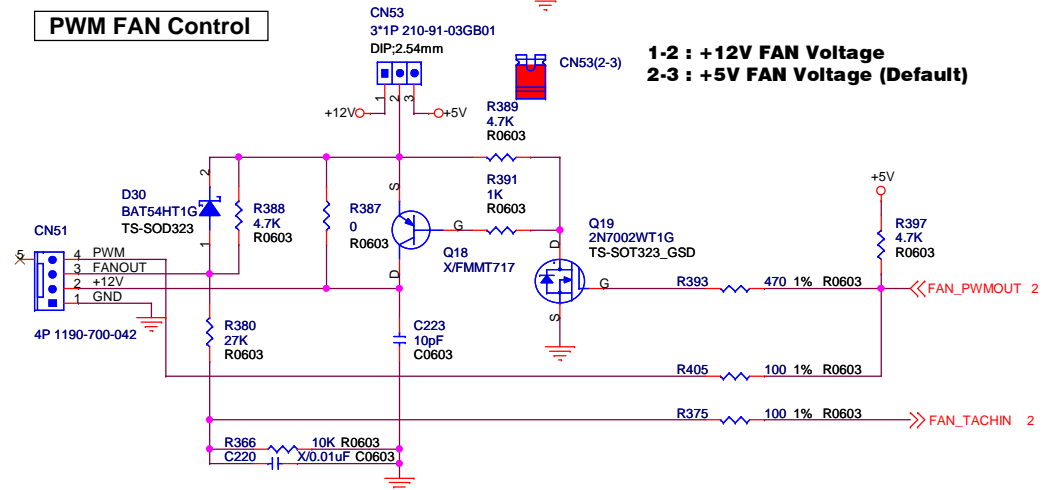 PWM FAN Control
CN53
3*1P 210-91-03GB01
DIP;2.54mm
CN53(2-3)
1-2 : +12V FAN Voltage
2-3 : +5V FAN Voltage (Default)
1
2
3
+12V
+5V
R389
4.7K
R0603
R391
1K
R0603
D30
BAT54HT1G
TS-SOD323
2
1
R388
4.7K
R0603
R387
0
R0603
S
G
D
Q18
X/FMMT717
Q19
2N7002WT1G
TS-SOT323_GSD
D
G
S
+5V
R397
4.7K
R0603
R393 470 1% R0603
FAN_PWMOUT 2
CN51
5
4 PWM
3 FANOUT
2 +12V
1 GND
4P 1190-700-042
R380
27K
R0603
C223
10pF
C0603
R405 100 1% R0603
R375 100 1% R0603
FAN_TACHIN 2
R366 10K R0603
C220 X/0.01uF C0603